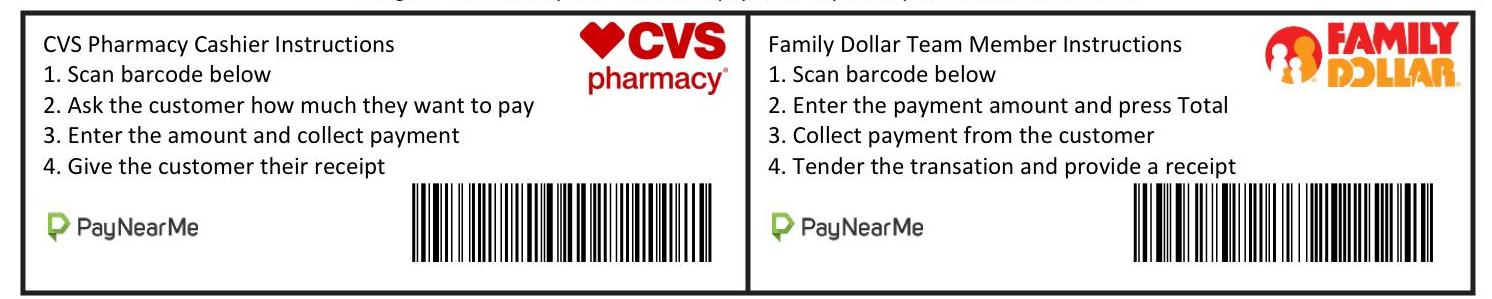 CVS Pharmacy Cashier Instructions
1. Scan barcode below
2. Ask the customer how much they want to pay
3. Enter the amount and collect payment
4. Give the customer their receipt
CVS
pharmacy
PayNearMe
Family Dollar Team Member Instructions
1. Scan barcode below
2. Enter the payment amount and press Total
3. Collect payment from the customer
4. Tender the transation and provide a receipt
FAMILY
DOLLAR
PayNearMe